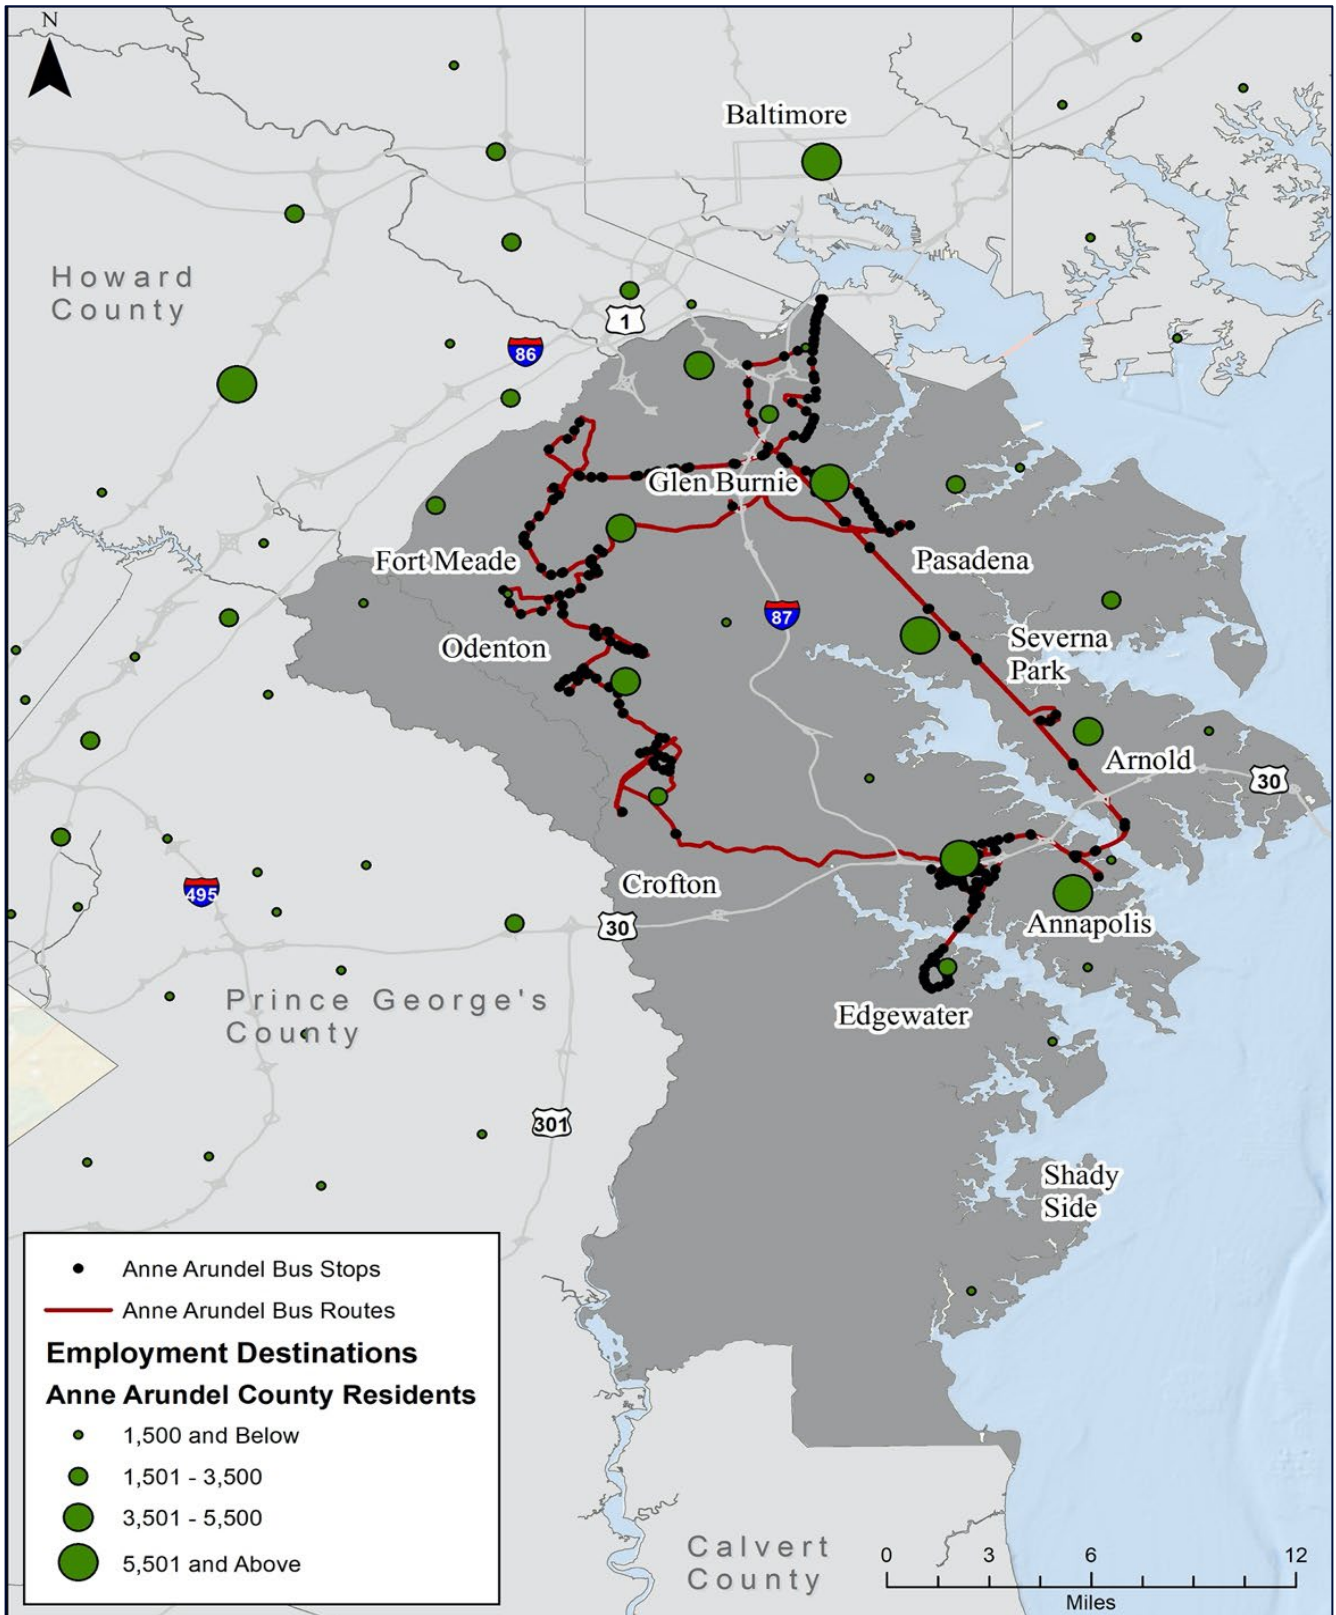 N
Baltimore
Howard
County
1
86
Glen Burnie
Fort Meade
Pasadena
87
Odenton
Severna
Park
Arnold
30
Crofton
495
30
Annapolis
Prince George's
County
Edgewater
301
Shady
Side
Anne Arundel Bus Stops
Anne Arundel Bus Routes
Employment Destinations
Anne Arundel County Residents
1,500 and Below
1,501 - 3,500
3,501 - 5,500
5,501 and Above
Calvert
County
0 3 6 12
Miles